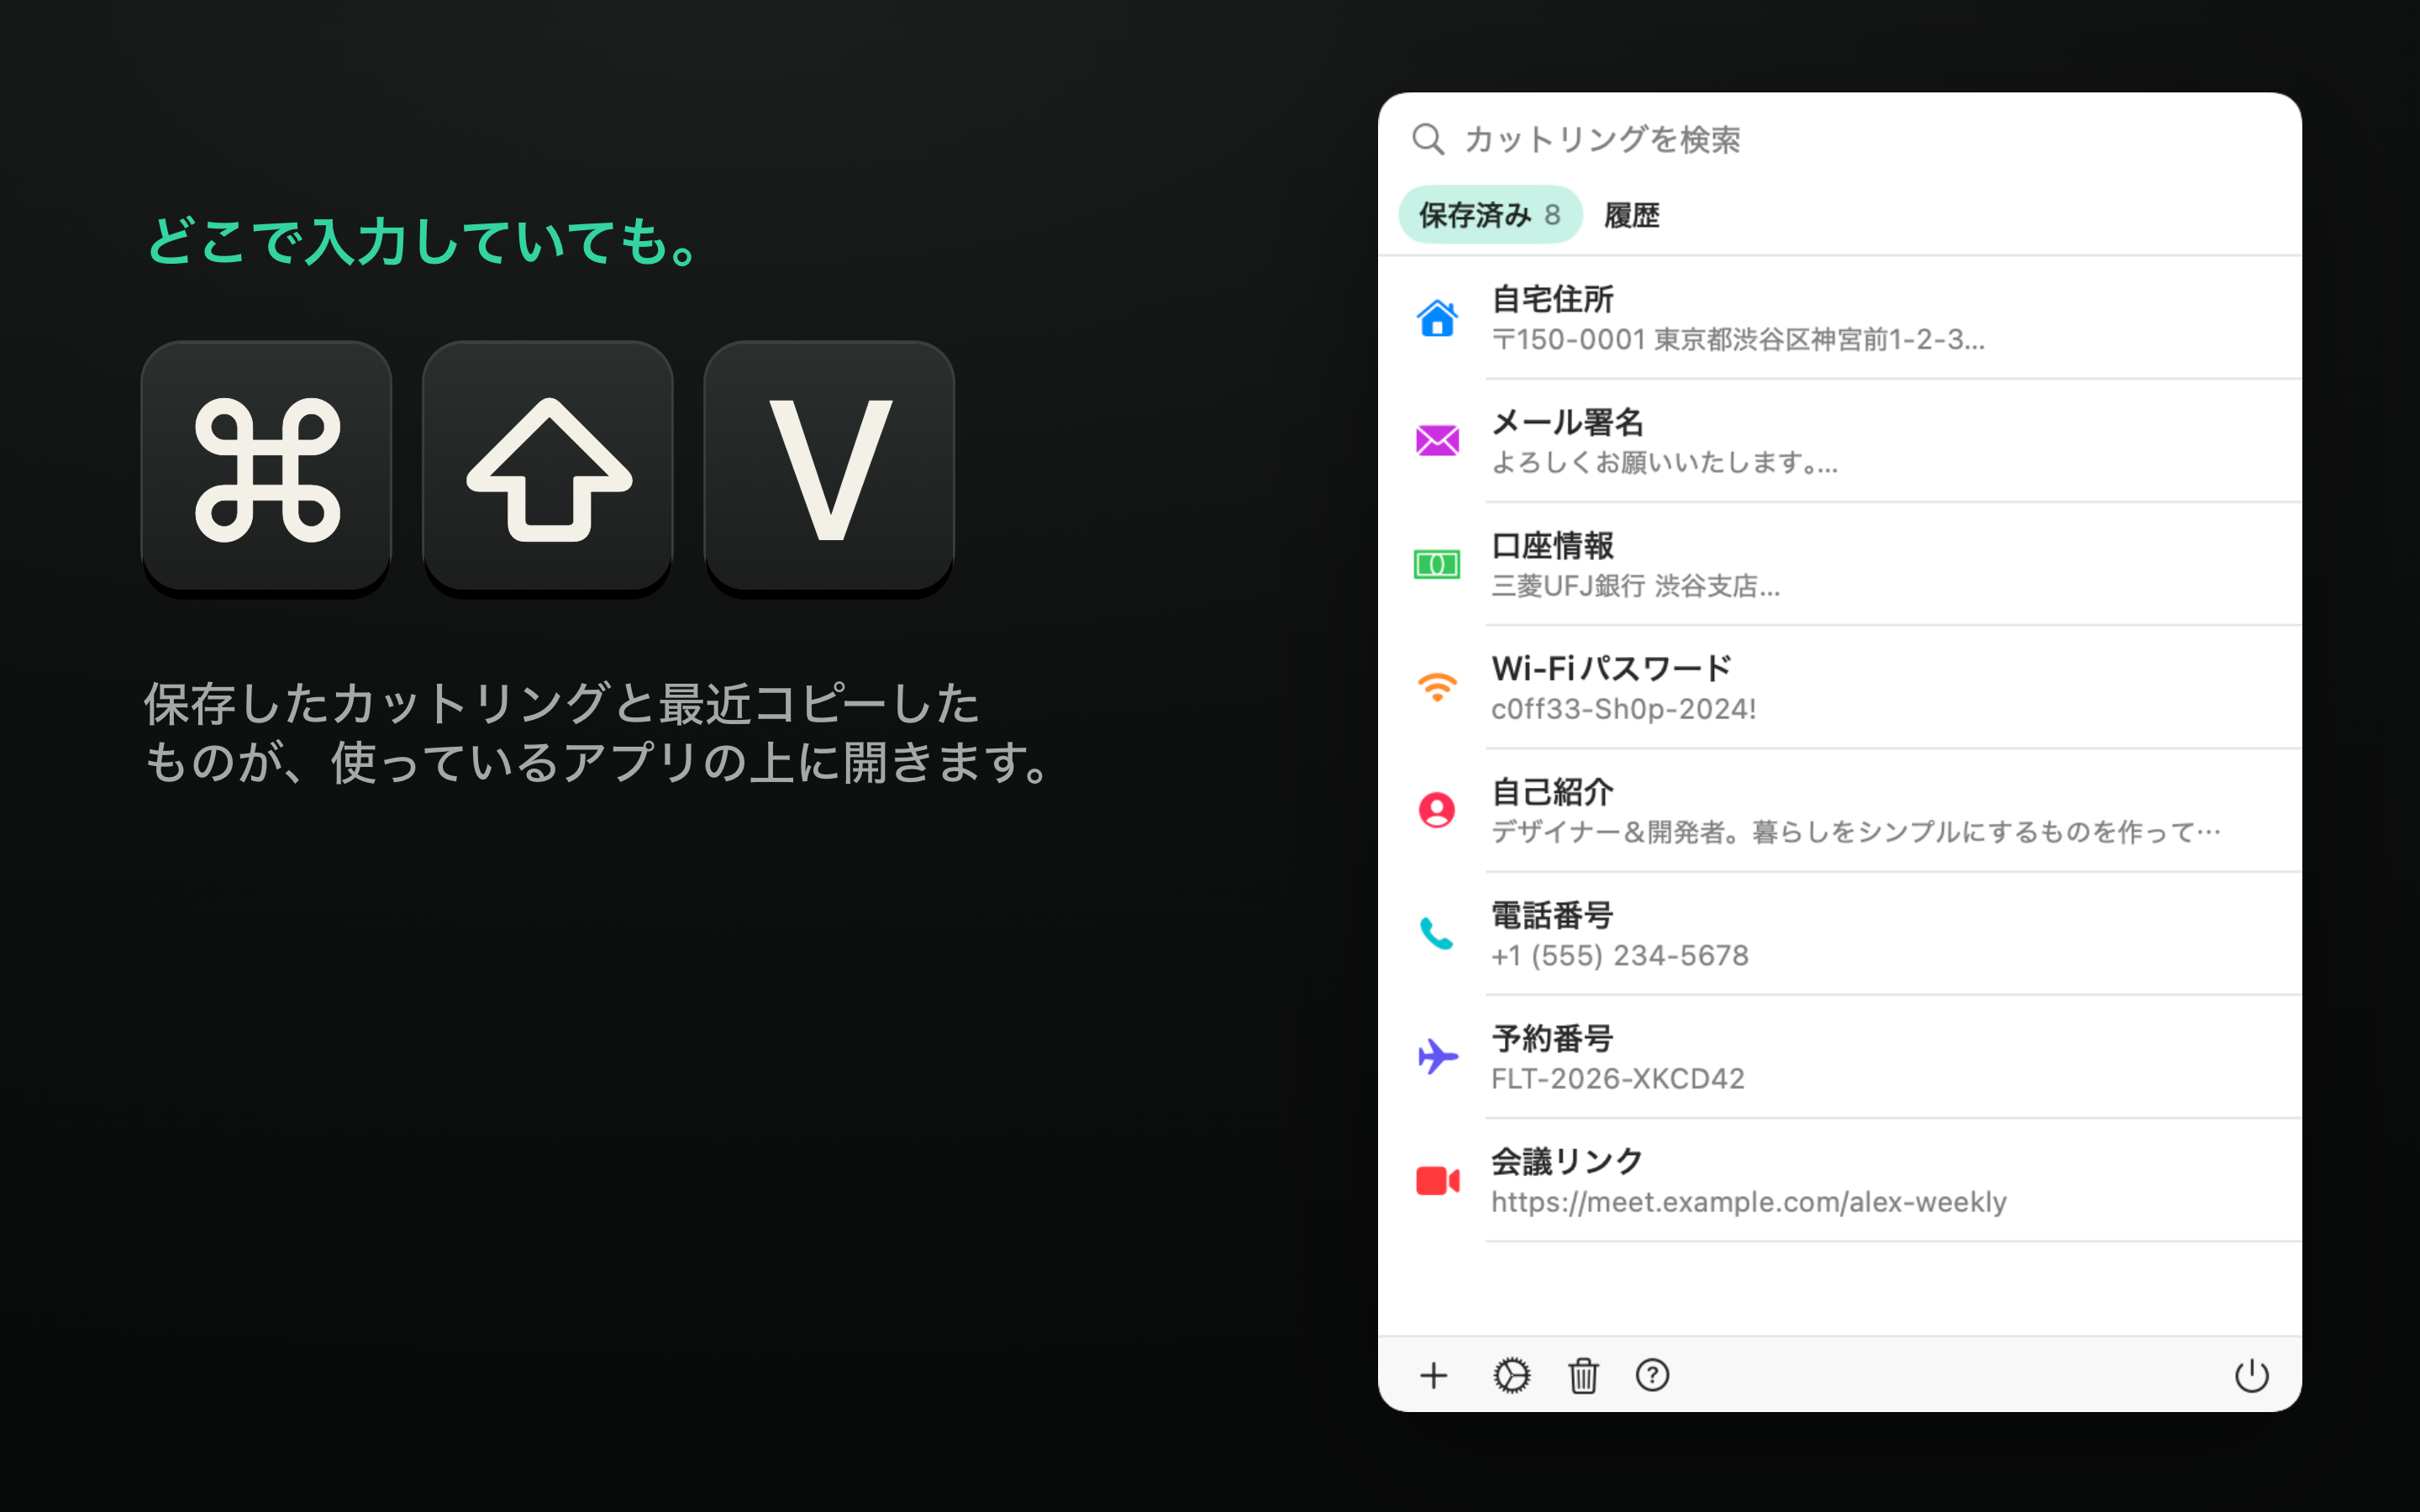 どこで入力していても。
⌘ ⇧ V
保存したカットリングと最近コピーした
ものが、使っているアプリの上に開きます。
カットリングを検索
保存済み 8 履歴
自宅住所
〒150-0001 東京都渋谷区神宮前1-2-3...
メール署名
よろしくお願いいたします。...
口座情報
三菱UFJ銀行 渋谷支店...
Wi-Fiパスワード
c0ff33-Sh0p-2024!
自己紹介
デザイナー＆開発者。暮らしをシンプルにするものを作って…
電話番号
+1 (555) 234-5678
予約番号
FLT-2026-XKCD42
会議リンク
https://meet.example.com/alex-weekly